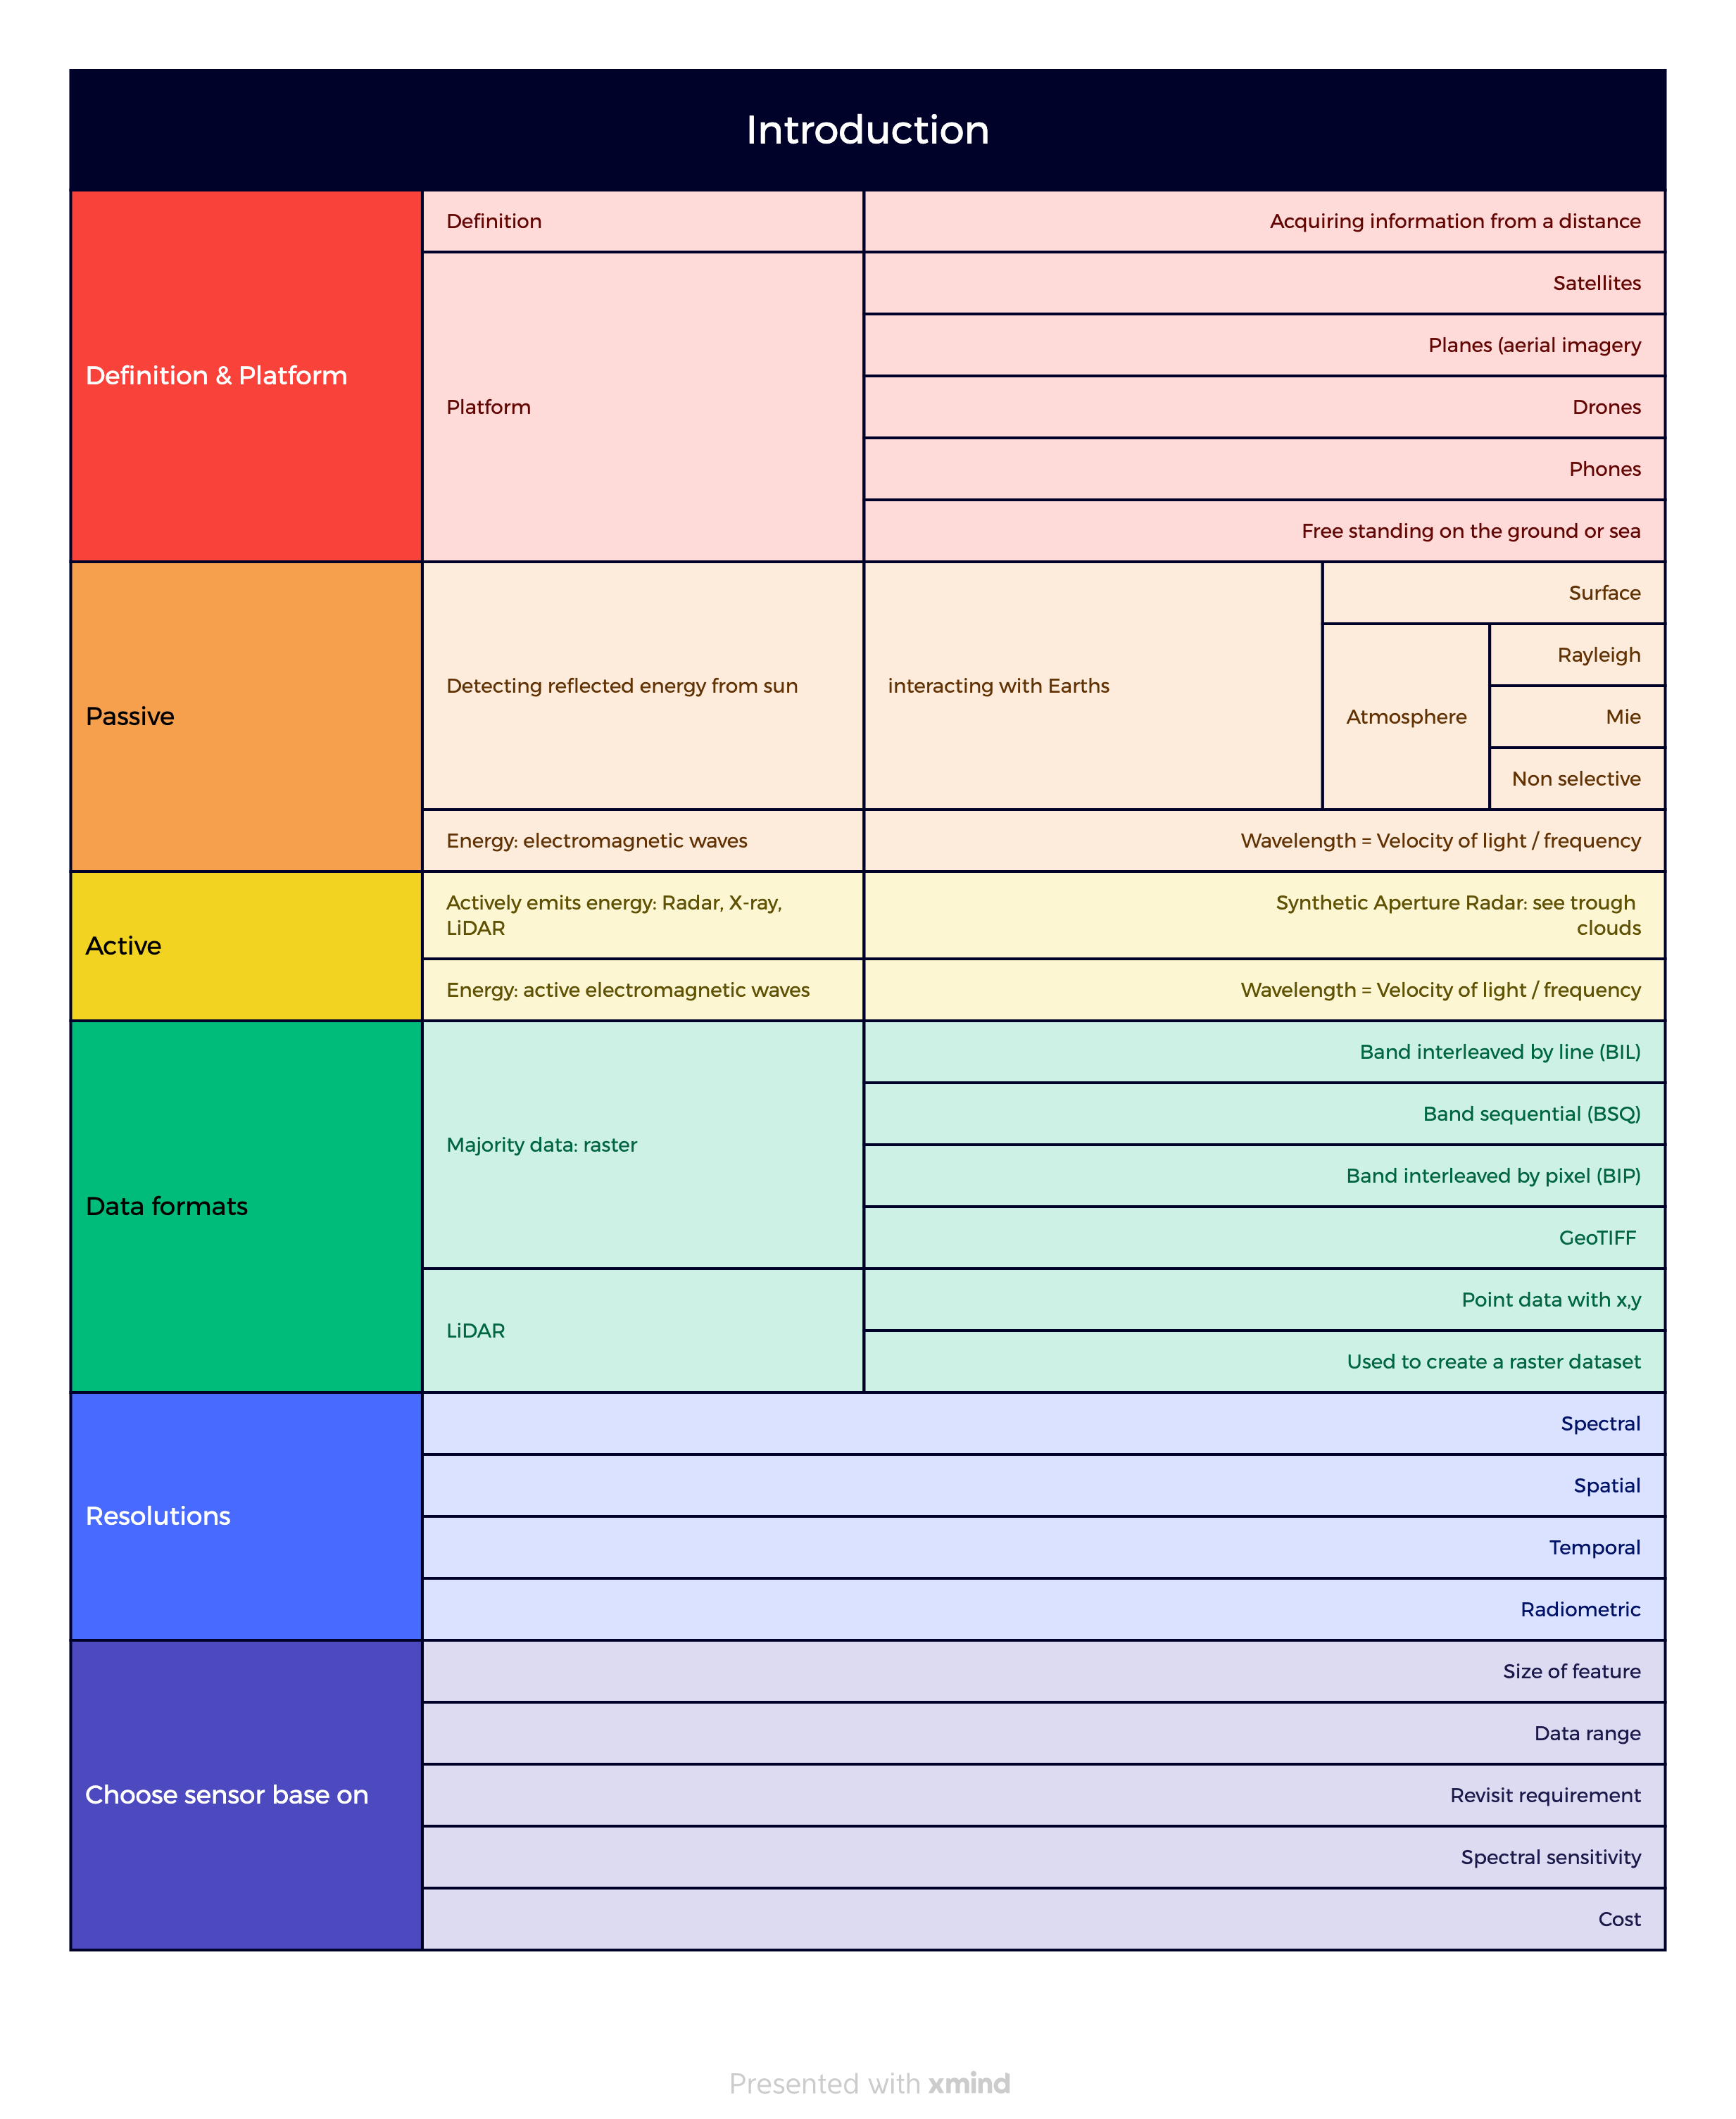 Introduction
Definition & Platform
Definition
Acquiring information from a distance
Platform
Satellites
Planes (aerial imagery
Drones
Phones
Free standing on the ground or sea
Passive
Detecting reflected energy from sun
interacting with Earths
Surface
Atmosphere
Rayleigh
Mie
Non selective
Energy: electromagnetic waves
Wavelength = Velocity of light / frequency
Active
Actively emits energy: Radar, X-ray,
LiDAR
Synthetic Aperture Radar: see trough
clouds
Energy: active electromagnetic waves
Wavelength = Velocity of light / frequency
Data formats
Majority data: raster
Band interleaved by line (BIL)
Band sequential (BSQ)
Band interleaved by pixel (BIP)
GeoTIFF
LiDAR
Point data with x,y
Used to create a raster dataset
Resolutions
Spectral
Spatial
Temporal
Radiometric
Choose sensor base on
Size of feature
Data range
Revisit requirement
Spectral sensitivity
Cost
Presented with xmind